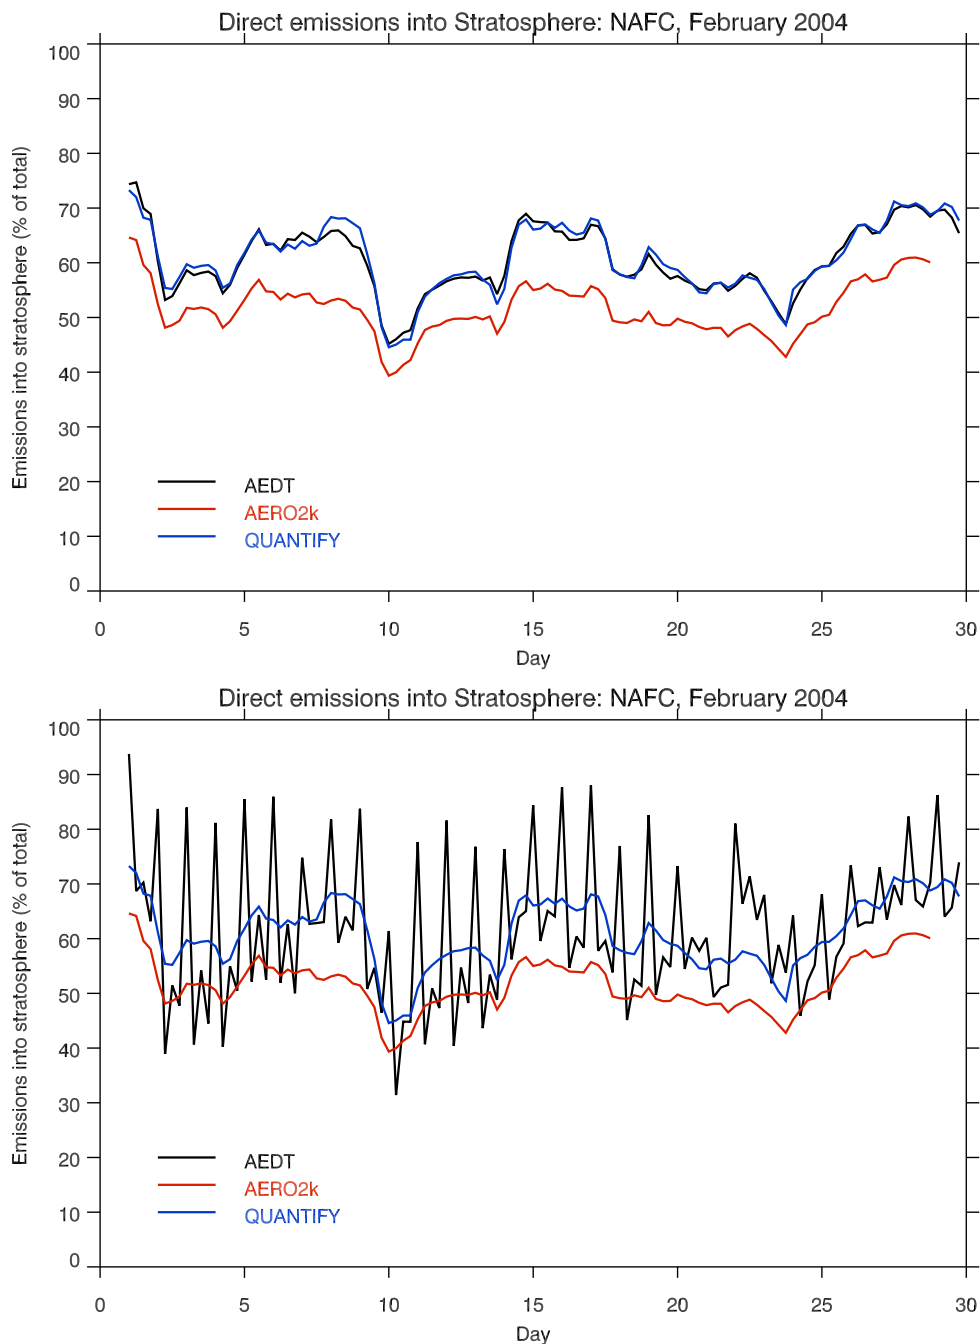 Direct emissions into Stratosphere: NAFC, February 2004
100
90
80
70
60
50
40
30
20
10
0
Emissions into stratosphere (% of total)
AEDT
AERO2k
QUANTIFY
0 5 10 15 20 25 30
Day
Direct emissions into Stratosphere: NAFC, February 2004
100
90
80
70
60
50
40
30
20
10
0
Emissions into stratosphere (% of total)
AEDT
AERO2k
QUANTIFY
0 5 10 15 20 25 30
Day